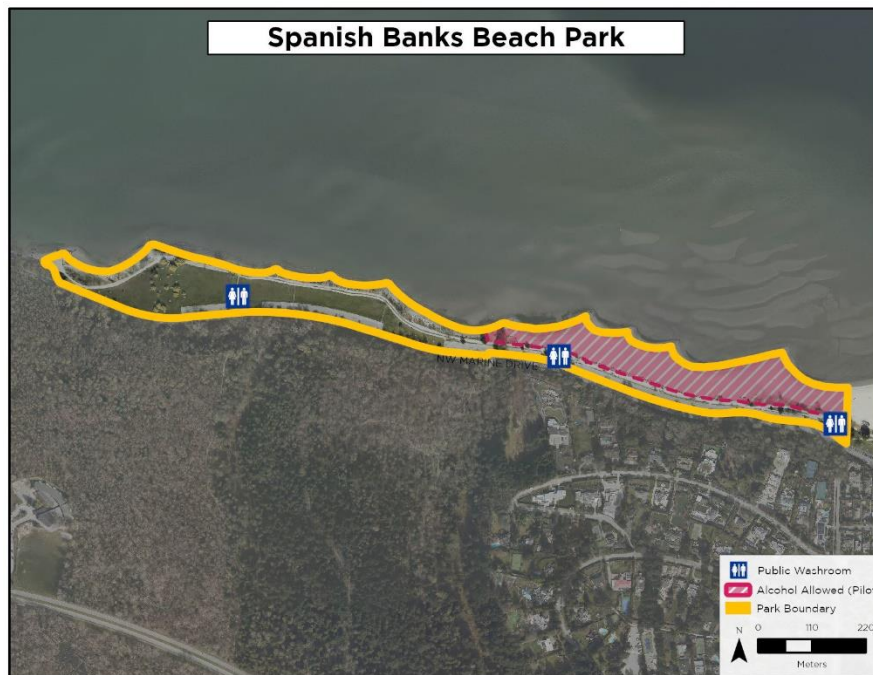 Spanish Banks Beach Park
NW MARINE DRIVE
Public Washroom
Alcohol Allowed (Pilot
Park Boundary
0 110 220
N
Meters